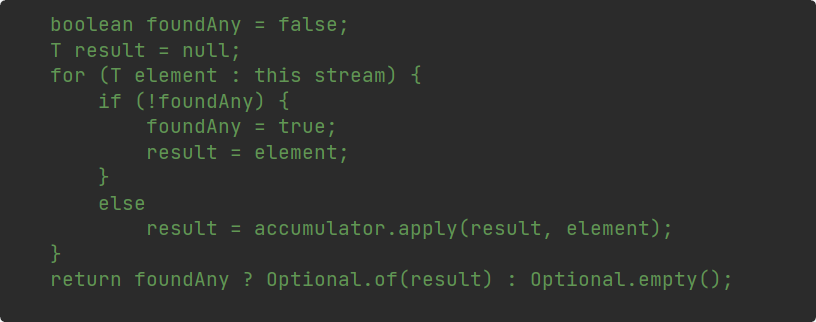 boolean foundAny = false;
T result = null;
for (T element : this stream) {
    if (!foundAny) {
        foundAny = true;
        result = element;
    }
    else
        result = accumulator.apply(result, element);
}
return foundAny ? Optional.of(result) : Optional.empty();